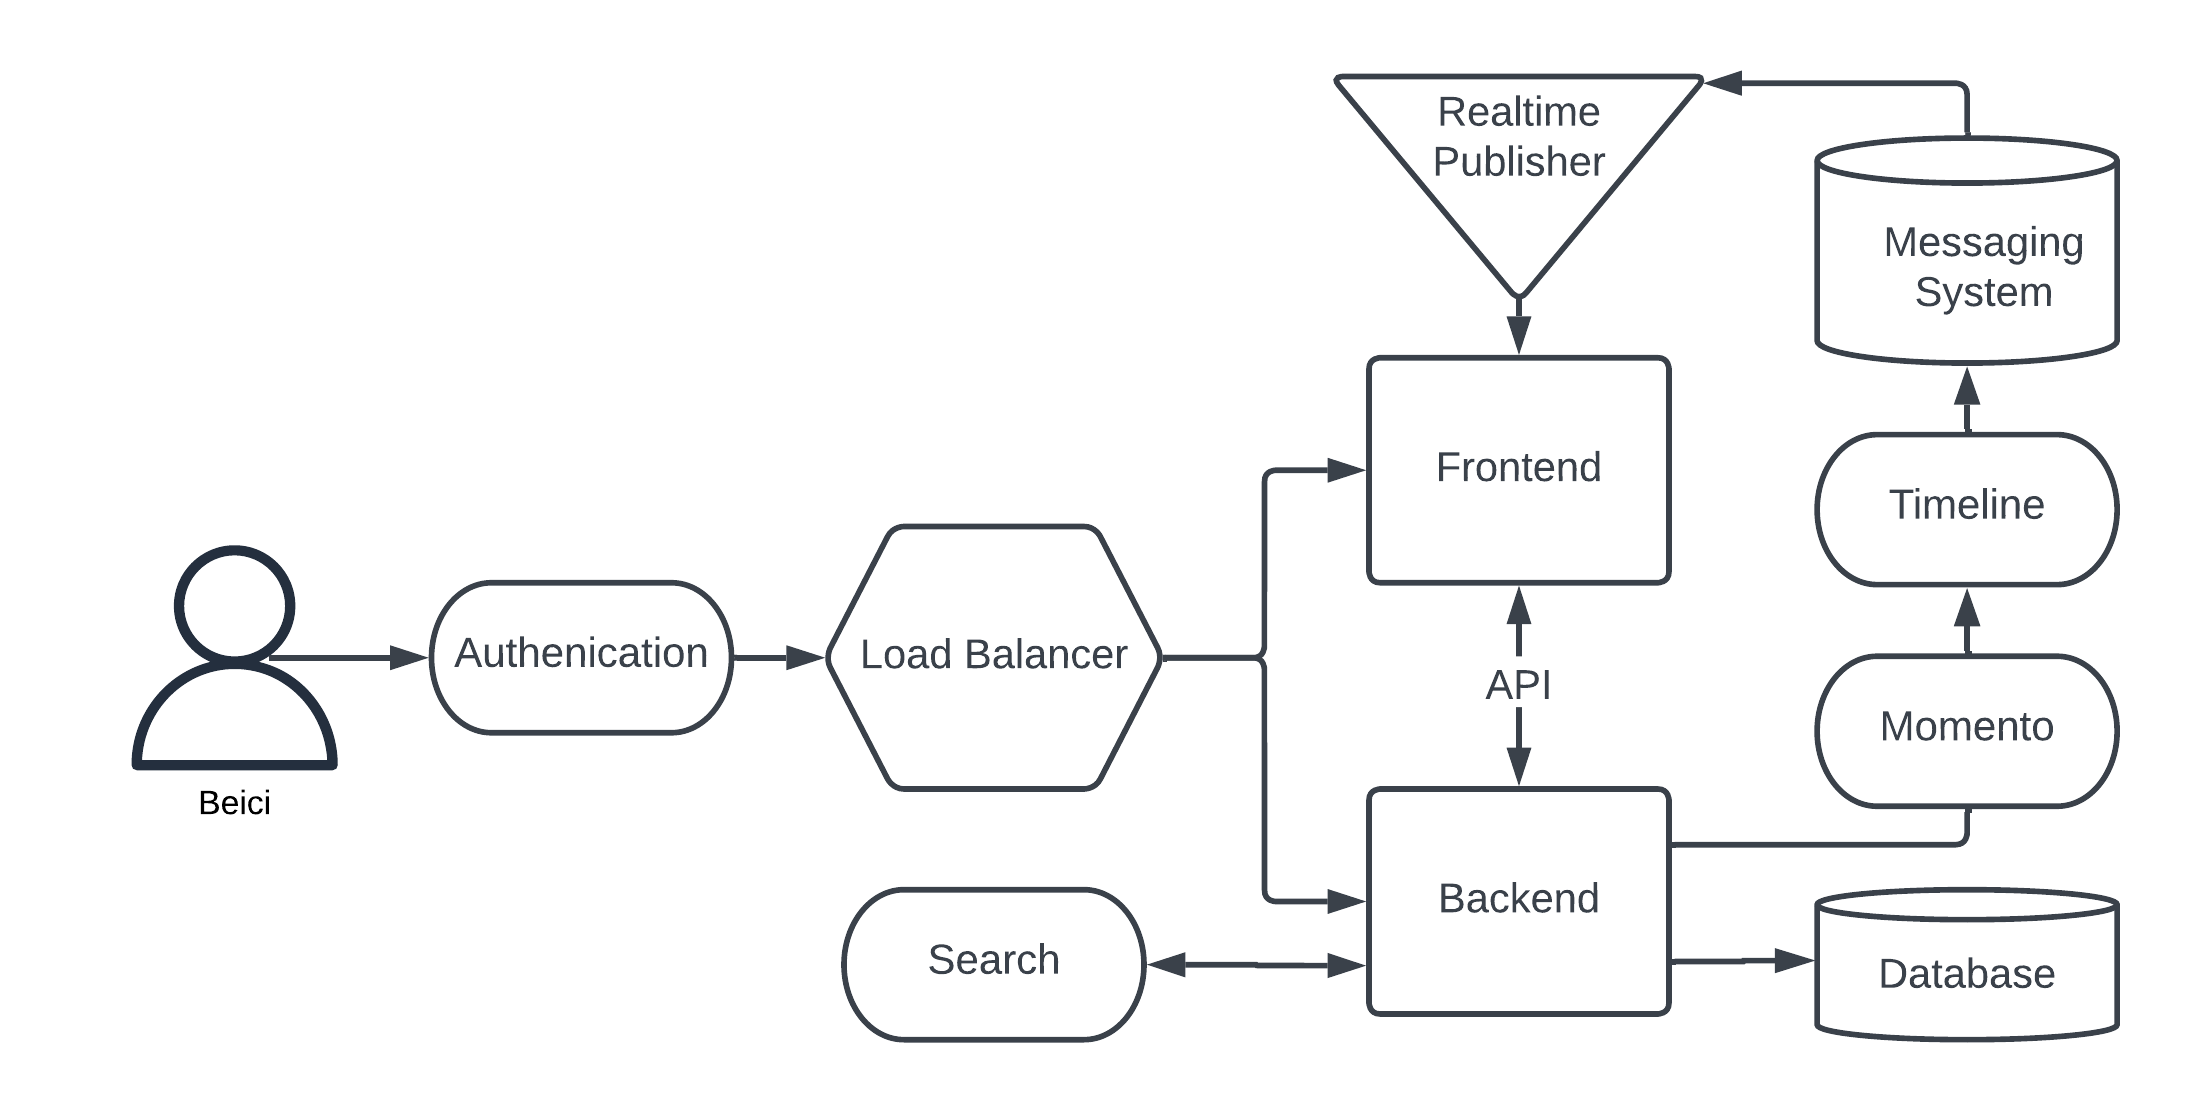 Realtime
Publisher
Messaging
System
Frontend
Timeline
Authenication
Load Balancer
API
Momento
Beici
Backend
Search
Database